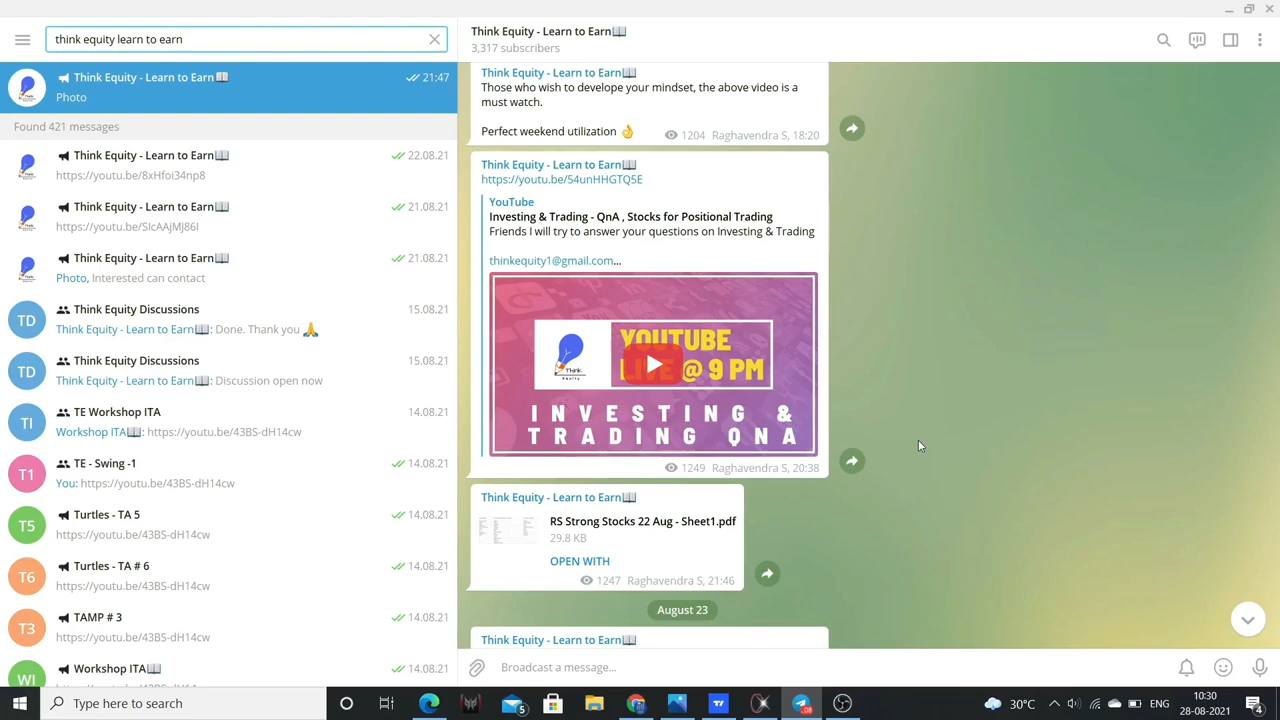 think equity learn to earn
Think Equity - Learn to Earn📖
21:47
Photo
Found 421 messages
Think Equity - Learn to Earn📖
22.08.21
https://youtu.be/8xHfoi34np8
Think Equity - Learn to Earn📖
21.08.21
https://youtu.be/SIcAAjMJ86I
Think Equity - Learn to Earn📖
21.08.21
Photo, Interested can contact
TD
Think Equity Discussions
15.08.21
Think Equity - Learn to Earn📖: Done. Thank you 🙏
TD
Think Equity Discussions
15.08.21
Think Equity - Learn to Earn📖: Discussion open now
TI
TE Workshop ITA
14.08.21
Workshop ITA📖: https://youtu.be/43BS-dH14cw
T1
TE - Swing -1
14.08.21
You: https://youtu.be/43BS-dH14cw
T5
Turtles - TA 5
14.08.21
https://youtu.be/43BS-dH14cw
T6
Turtles - TA # 6
14.08.21
https://youtu.be/43BS-dH14cw
T3
TAMP # 3
14.08.21
https://youtu.be/43BS-dH14cw
WI
Workshop ITA📖
14.08.21
Think Equity - Learn to Earn📖
3,317 subscribers
Think Equity - Learn to Earn📖
Those who wish to develope your mindset, the above video is a
must watch.
Perfect weekend utilization 👌
1204 Raghavendra S, 18:20
Think Equity - Learn to Earn📖
https://youtu.be/54unHHGTQ5E
YouTube
Investing & Trading - QnA , Stocks for Positional Trading
Friends I will try to answer your questions on Investing & Trading
thinkequity1@gmail.com...
Think
Equity
YOUTUBE
LIVE @ 9 PM
INVESTING &
TRADING QNA
1249 Raghavendra S, 20:38
Think Equity - Learn to Earn📖
RS Strong Stocks 22 Aug - Sheet1.pdf
29.8 KB
OPEN WITH
1247 Raghavendra S, 21:46
August 23
Think Equity - Learn to Earn📖
Broadcast a message...
Type here to search
5
.08
30°C
ENG
10:30
28-08-2021
4